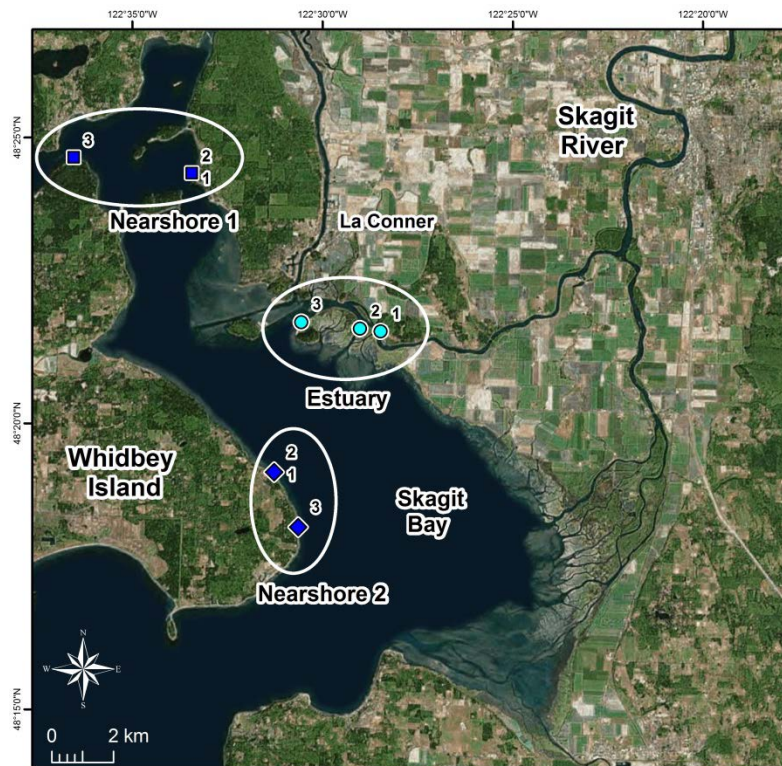 122°35'0"W 122°30'0"W 122°25'0"W 122°20'0"W
48°25'0"N
48°20'0"N
48°15'0"N
3
2
1
Nearshore 1
Skagit
River
La Conner
3
2
1
Estuary
Whidbey
Island
2
1
3
Nearshore 2
Skagit
Bay
N
W E
S
0 2 km